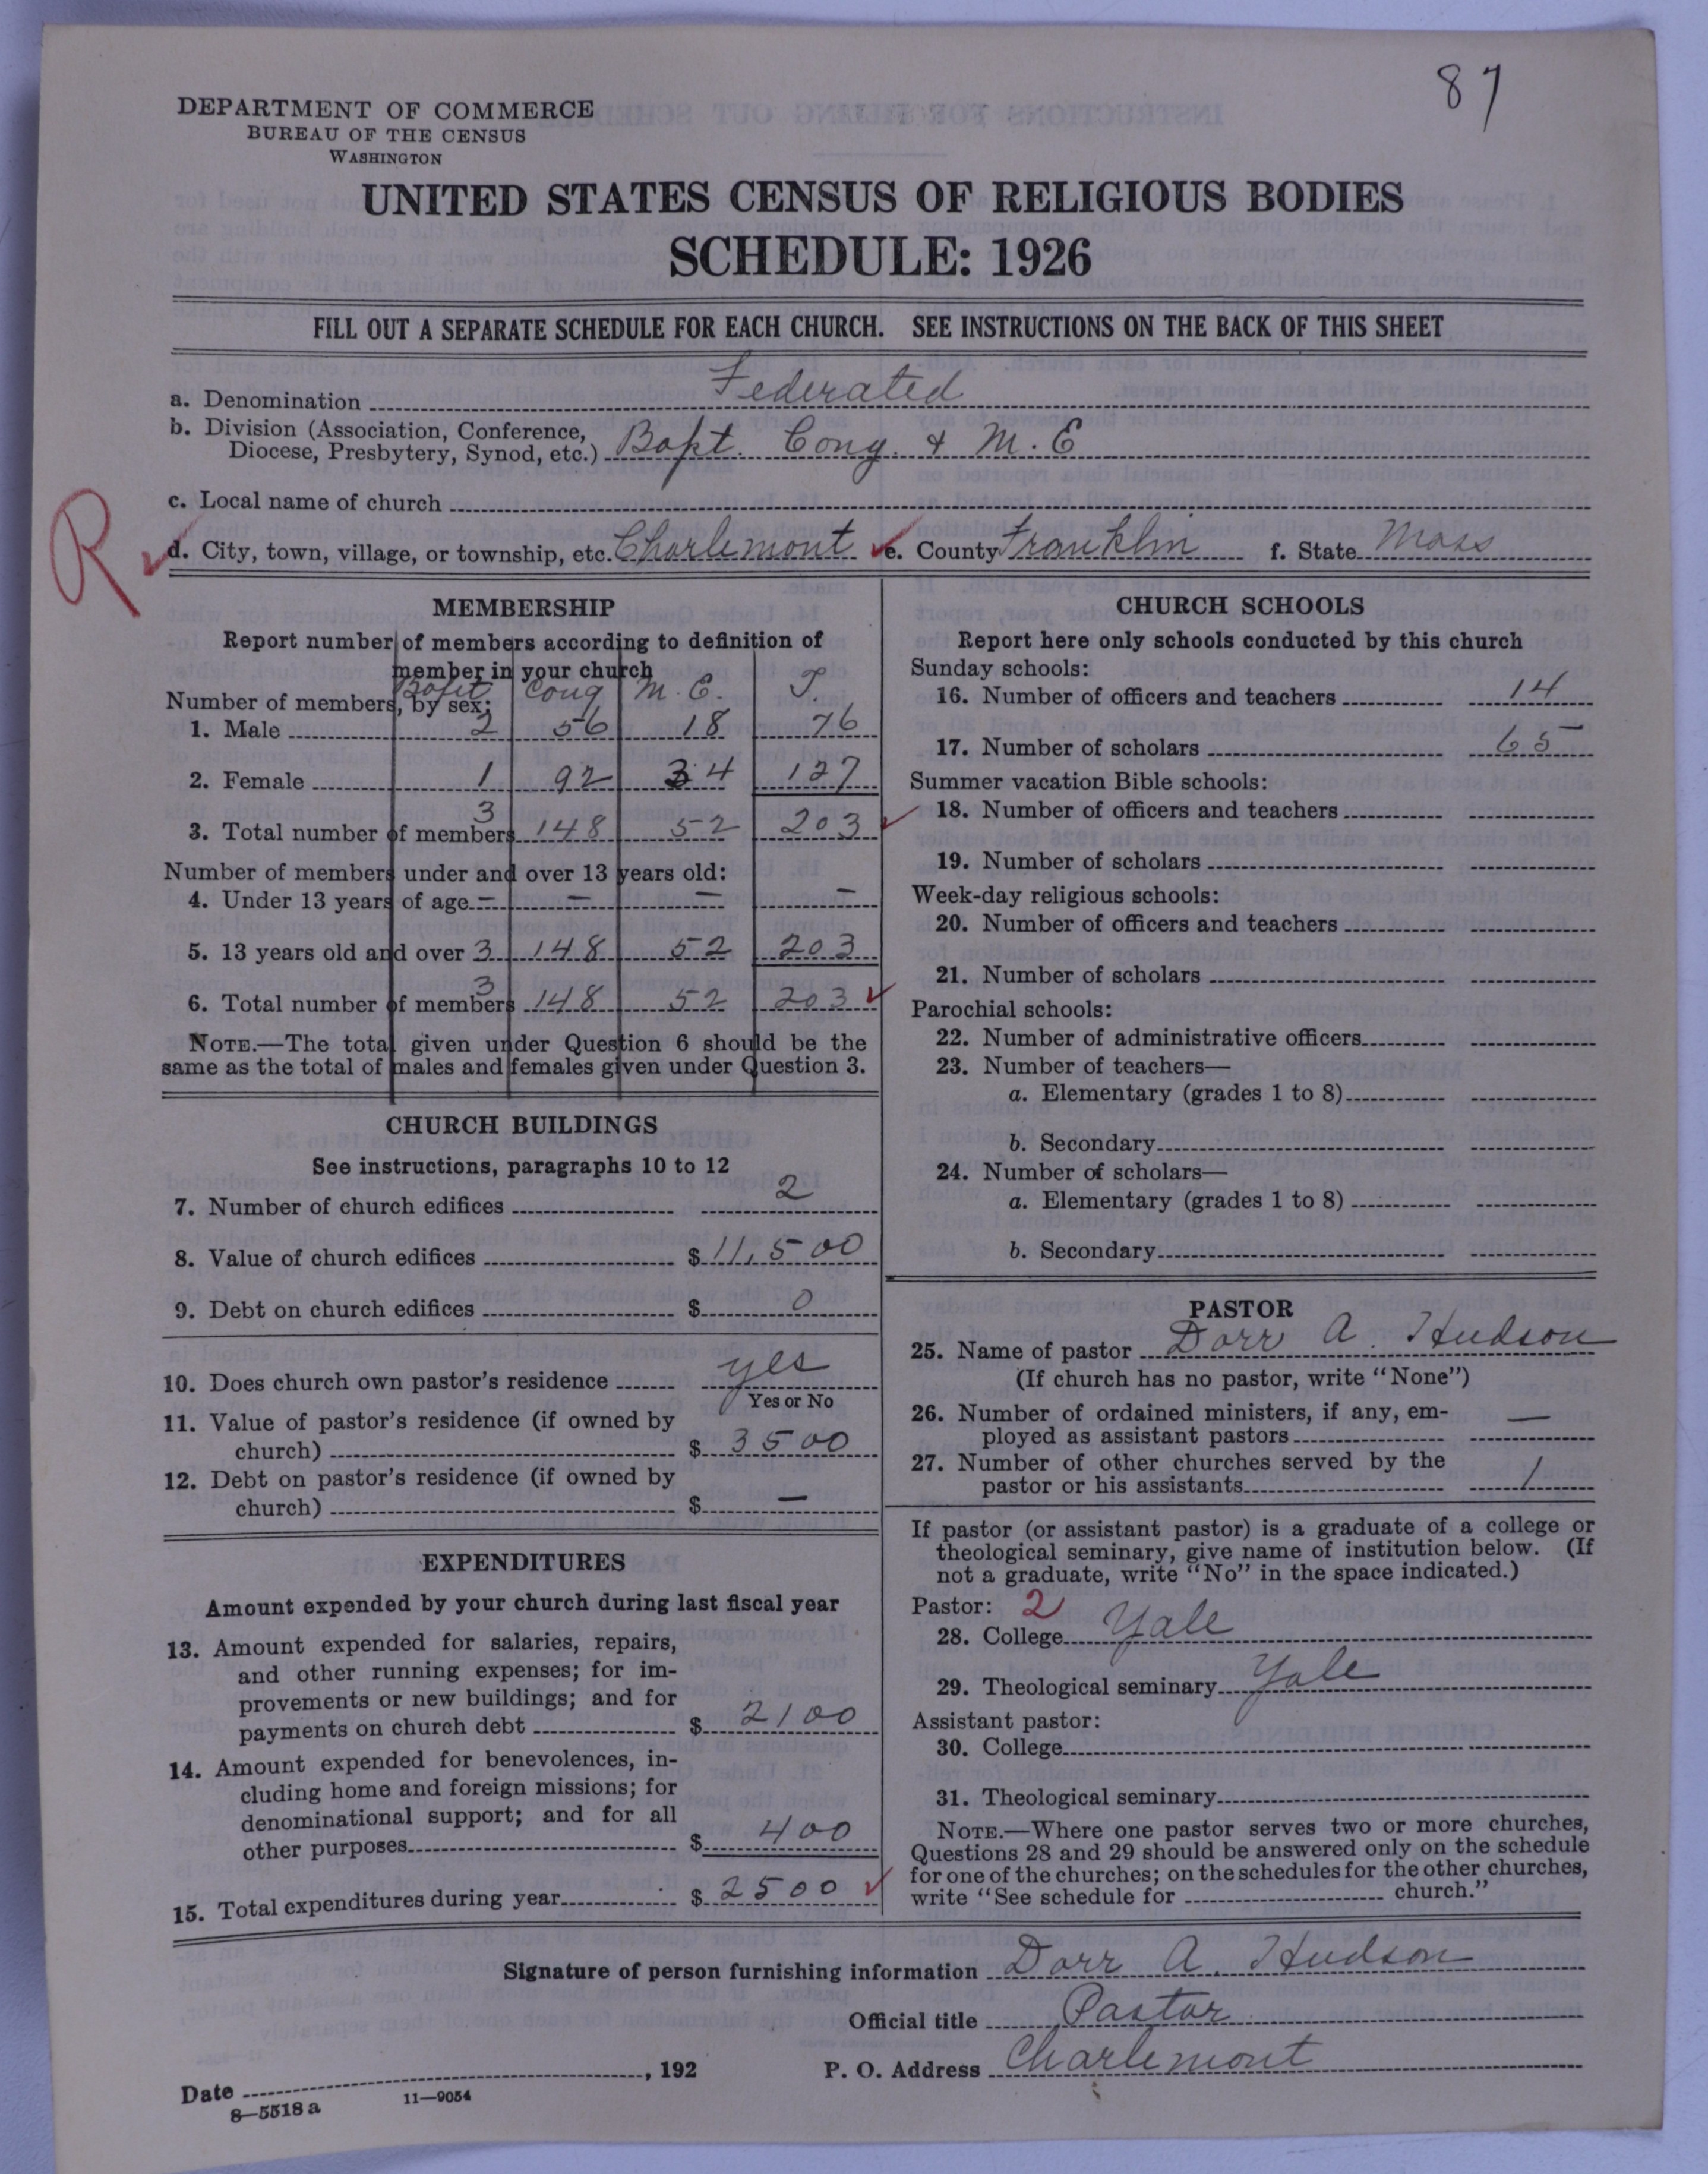 87
DEPARTMENT OF COMMERCE
BUREAU OF THE CENSUS
WASHINGTON
UNITED STATES CENSUS OF RELIGIOUS BODIES
SCHEDULE: 1926
FILL OUT A SEPARATE SCHEDULE FOR EACH CHURCH. SEE INSTRUCTIONS ON THE BACK OF THIS SHEET
a. Denomination Federated
b. Division (Association, Conference,
Diocese, Presbytery, Synod, etc.) Bapt. Cong. & M. E
c. Local name of church
R
d. City, town, village, or township, etc. Charlemont e. County Franklin f. State Mass
MEMBERSHIP
Report number of members according to definition of
member in your church
Bapt Cong M. E. T.
Number of members, by sex:
1. Male 2 56 18 76
2. Female 1 92 34 127
3. Total number of members 3 148 52 203
Number of members under and over 13 years old:
4. Under 13 years of age — — — —
5. 13 years old and over 3 148 52 203
6. Total number of members 3 148 52 203
NOTE.—The total given under Question 6 should be the
same as the total of males and females given under Question 3.
CHURCH BUILDINGS
See instructions, paragraphs 10 to 12
7. Number of church edifices 2
8. Value of church edifices $ 11,500
9. Debt on church edifices $ 0
10. Does church own pastor's residence yes
Yes or No
11. Value of pastor's residence (if owned by
church) $ 3500
12. Debt on pastor's residence (if owned by
church) $ —
EXPENDITURES
Amount expended by your church during last fiscal year
13. Amount expended for salaries, repairs,
and other running expenses; for im-
provements or new buildings; and for
payments on church debt $ 2100
14. Amount expended for benevolences, in-
cluding home and foreign missions; for
denominational support; and for all
other purposes $ 400
15. Total expenditures during year $ 2500
CHURCH SCHOOLS
Report here only schools conducted by this church
Sunday schools:
16. Number of officers and teachers 14
17. Number of scholars 65
Summer vacation Bible schools:
18. Number of officers and teachers
19. Number of scholars
Week-day religious schools:
20. Number of officers and teachers
21. Number of scholars
Parochial schools:
22. Number of administrative officers
23. Number of teachers—
a. Elementary (grades 1 to 8)
b. Secondary
24. Number of scholars—
a. Elementary (grades 1 to 8)
b. Secondary
PASTOR
25. Name of pastor Dorr A. Hudson
(If church has no pastor, write "None")
26. Number of ordained ministers, if any, em-
ployed as assistant pastors —
27. Number of other churches served by the
pastor or his assistants 1
If pastor (or assistant pastor) is a graduate of a college or
theological seminary, give name of institution below. (If
not a graduate, write "No" in the space indicated.)
Pastor: 2
28. College Yale
29. Theological seminary Yale
Assistant pastor:
30. College
31. Theological seminary
NOTE.—Where one pastor serves two or more churches,
Questions 28 and 29 should be answered only on the schedule
for one of the churches; on the schedules for the other churches,
write "See schedule for church."
Signature of person furnishing information Dorr A. Hudson
Official title Pastor
Date , 192 P. O. Address Charlemont
8—5518 a 11—9054